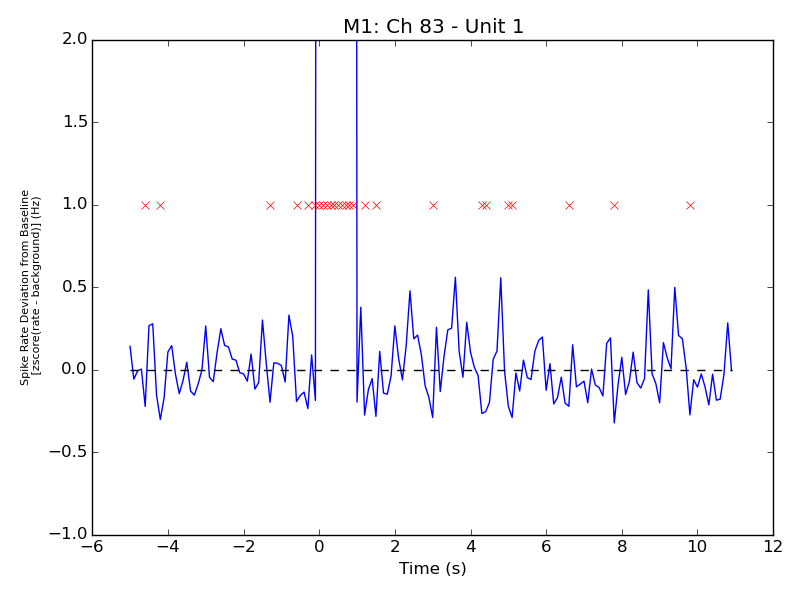 M1: Ch 83 - Unit 1
2.0
1.5
1.0
0.5
0.0
−0.5
−1.0
Spike Rate Deviation from Baseline
[zscore(rate - background)] (Hz)
−6 −4 −2 0 2 4 6 8 10 12
Time (s)